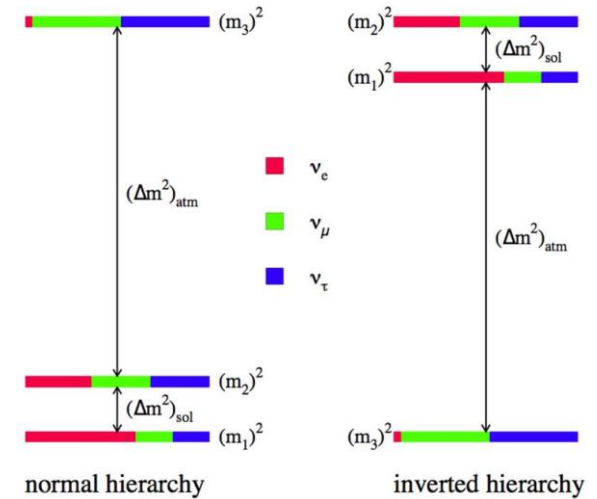 (m₃)²
(Δm²)atm
(m₂)²
(Δm²)sol
(m₁)²
normal hierarchy
νe
νμ
ντ
(m₂)²
(Δm²)sol
(m₁)²
(Δm²)atm
(m₃)²
inverted hierarchy